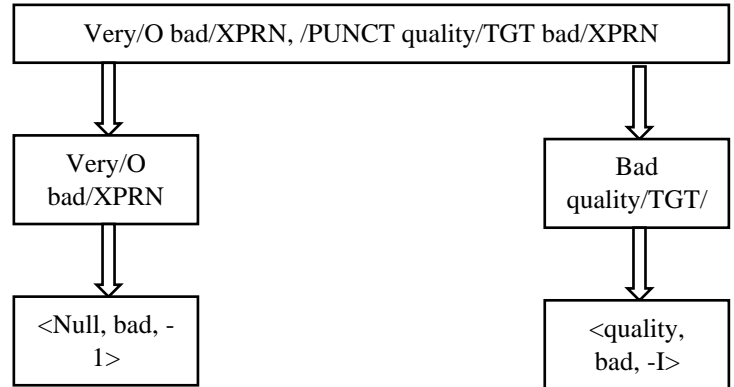 Very/O bad/XPRN, /PUNCT quality/TGT bad/XPRN
Very/O
bad/XPRN
Bad
quality/TGT/
<Null, bad, -
1>
<quality,
bad, -I>